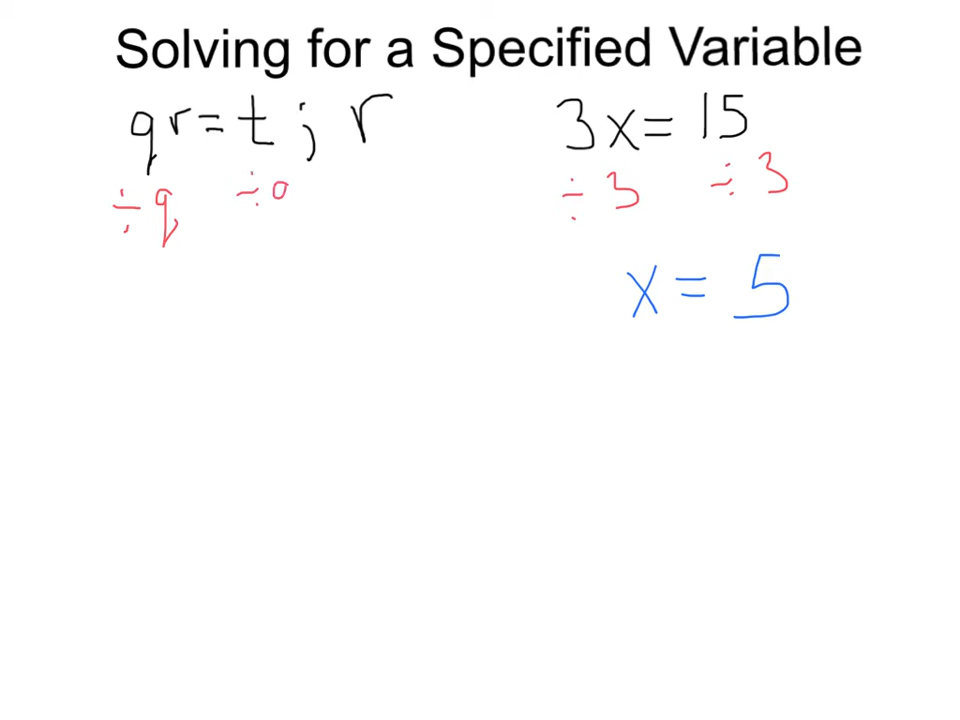 Solving for a Specified Variable
qr = t ; r
3x = 15
÷q ÷o
÷3 ÷3
x = 5